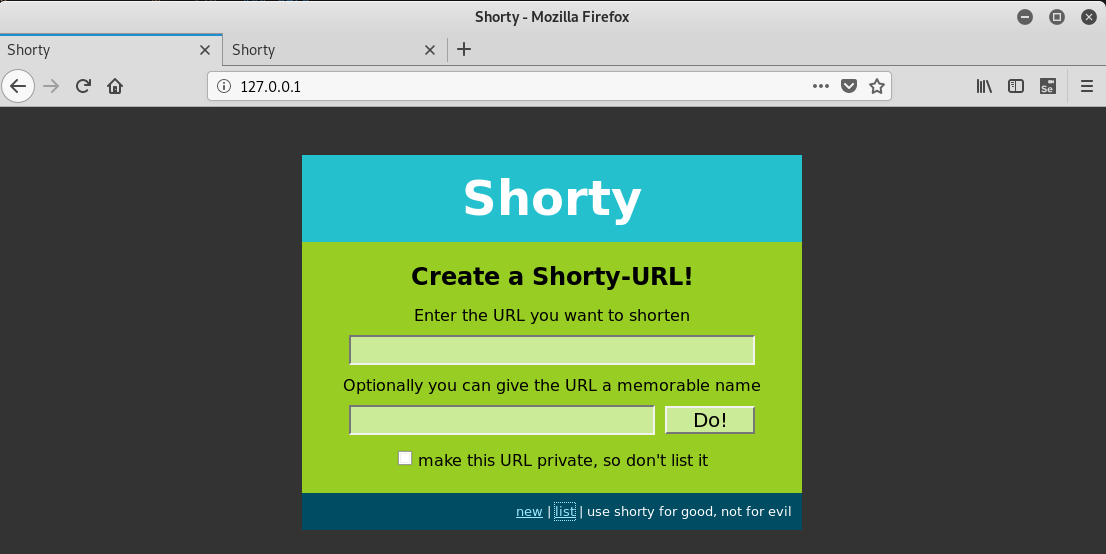 Shorty - Mozilla Firefox
Shorty Shorty
127.0.0.1
Se
Shorty
Create a Shorty-URL!
Enter the URL you want to shorten
Optionally you can give the URL a memorable name
Do!
make this URL private, so don't list it
new | list | use shorty for good, not for evil